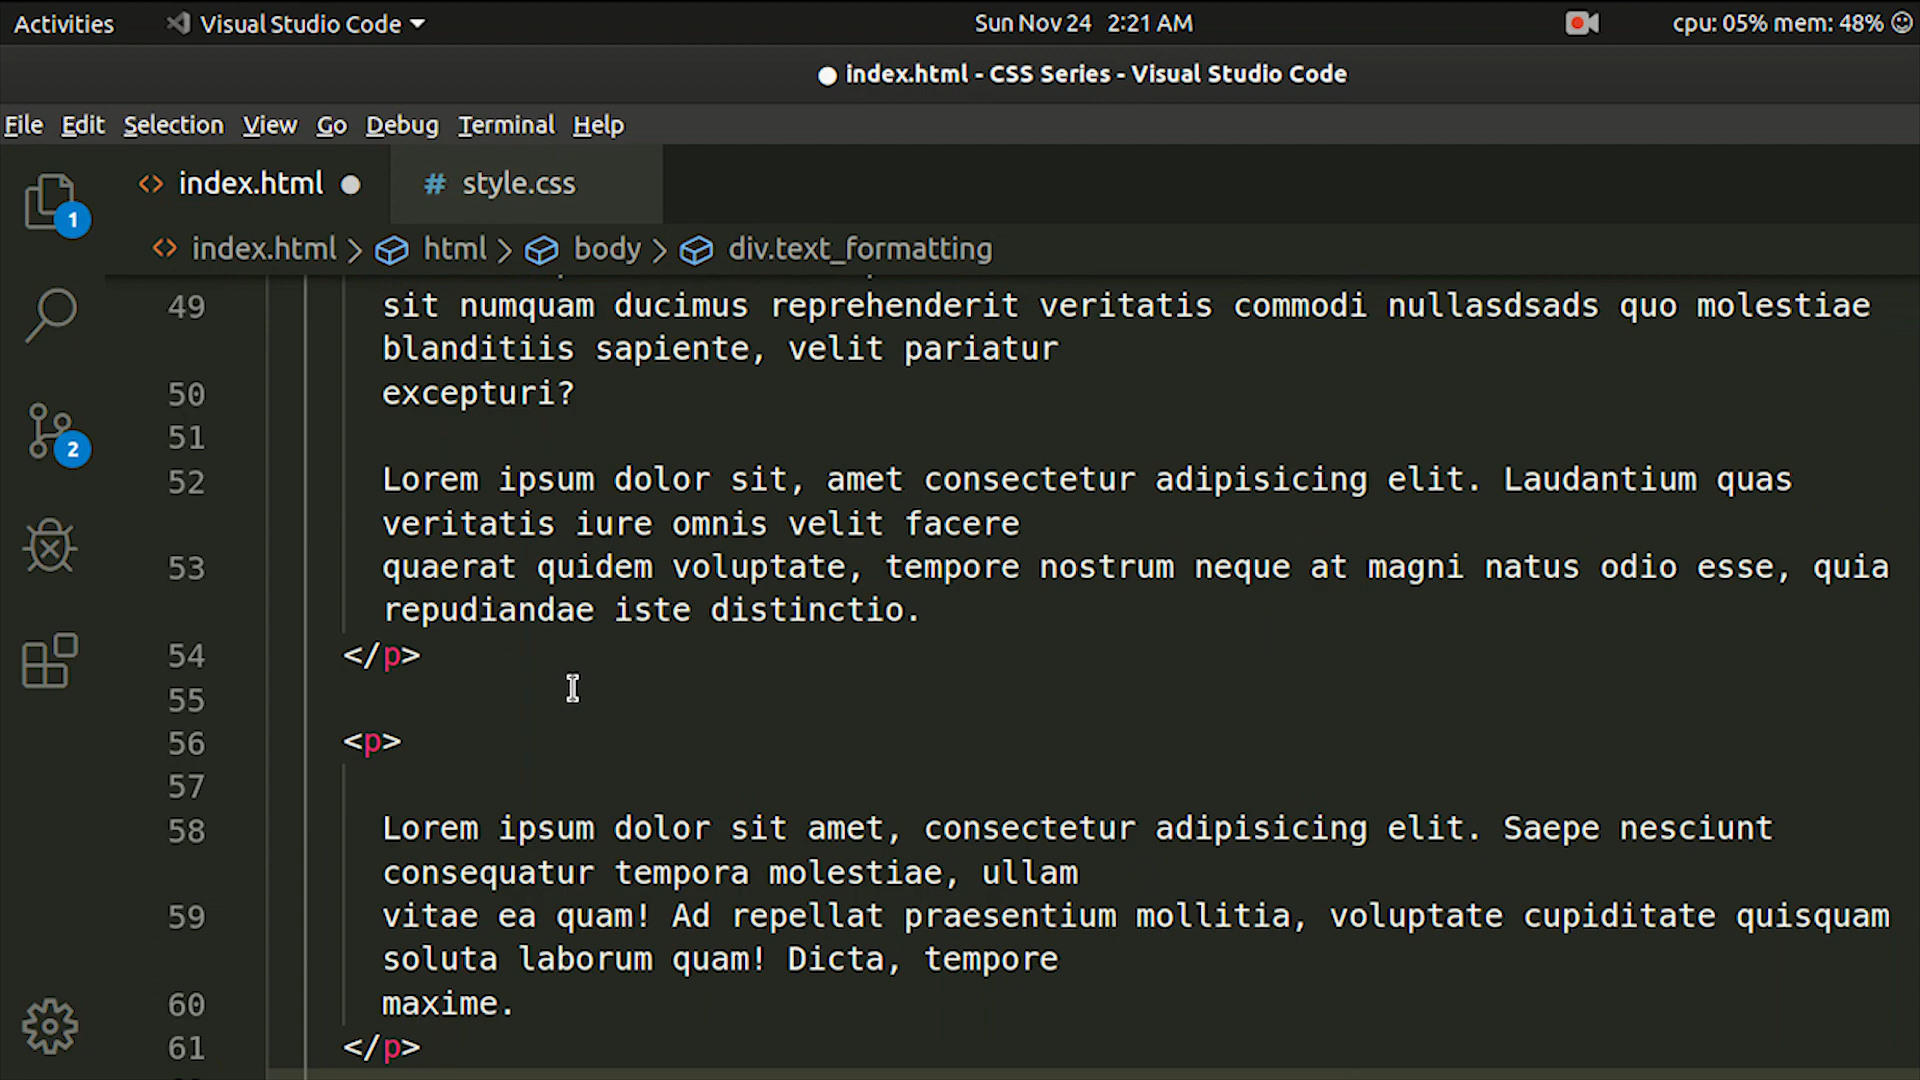 Activities Visual Studio Code Sun Nov 24 2:21 AM cpu: 05% mem: 48%
index.html - CSS Series - Visual Studio Code
File Edit Selection View Go Debug Terminal Help
index.html # style.css
1
index.html > html > body > div.text_formatting
49 sit numquam ducimus reprehenderit veritatis commodi nullasdsads quo molestiae
blanditiis sapiente, velit pariatur
50 excepturi?
51
2
52 Lorem ipsum dolor sit, amet consectetur adipisicing elit. Laudantium quas
veritatis iure omnis velit facere
53 quaerat quidem voluptate, tempore nostrum neque at magni natus odio esse, quia
repudiandae iste distinctio.
54 </p>
55
56 <p>
57
58 Lorem ipsum dolor sit amet, consectetur adipisicing elit. Saepe nesciunt
consequatur tempora molestiae, ullam
59 vitae ea quam! Ad repellat praesentium mollitia, voluptate cupiditate quisquam
soluta laborum quam! Dicta, tempore
60 maxime.
61 </p>